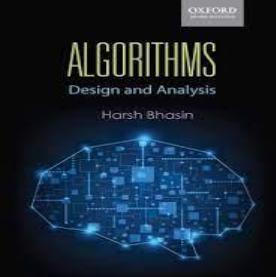 OXFORD
ALGORITHMS
Design and Analysis
Harsh Bhasin